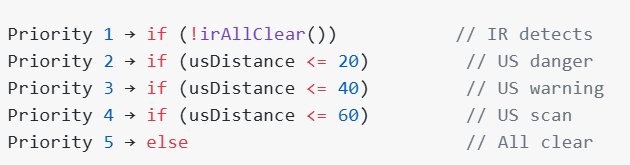 Priority 1 → if (!irAllClear()) // IR detects
Priority 2 → if (usDistance <= 20) // US danger
Priority 3 → if (usDistance <= 40) // US warning
Priority 4 → if (usDistance <= 60) // US scan
Priority 5 → else // All clear